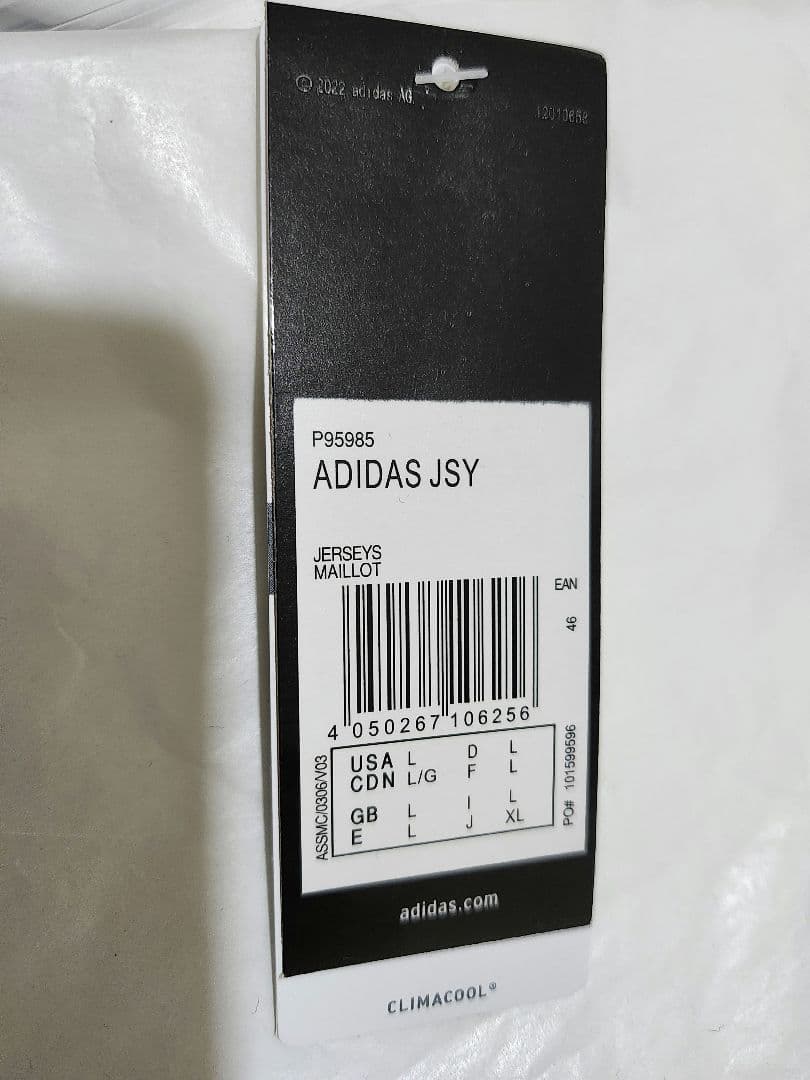 © 2022 adidas AG
12010658
P95985
ADIDAS JSY
JERSEYS
MAILLOT
EAN
46
4 050267 106256
ASSMC/0306/V03
USA L D L
CDN L/G F L
GB L I L
E L J XL
PO# 101599596
adidas.com
CLIMACOOL®